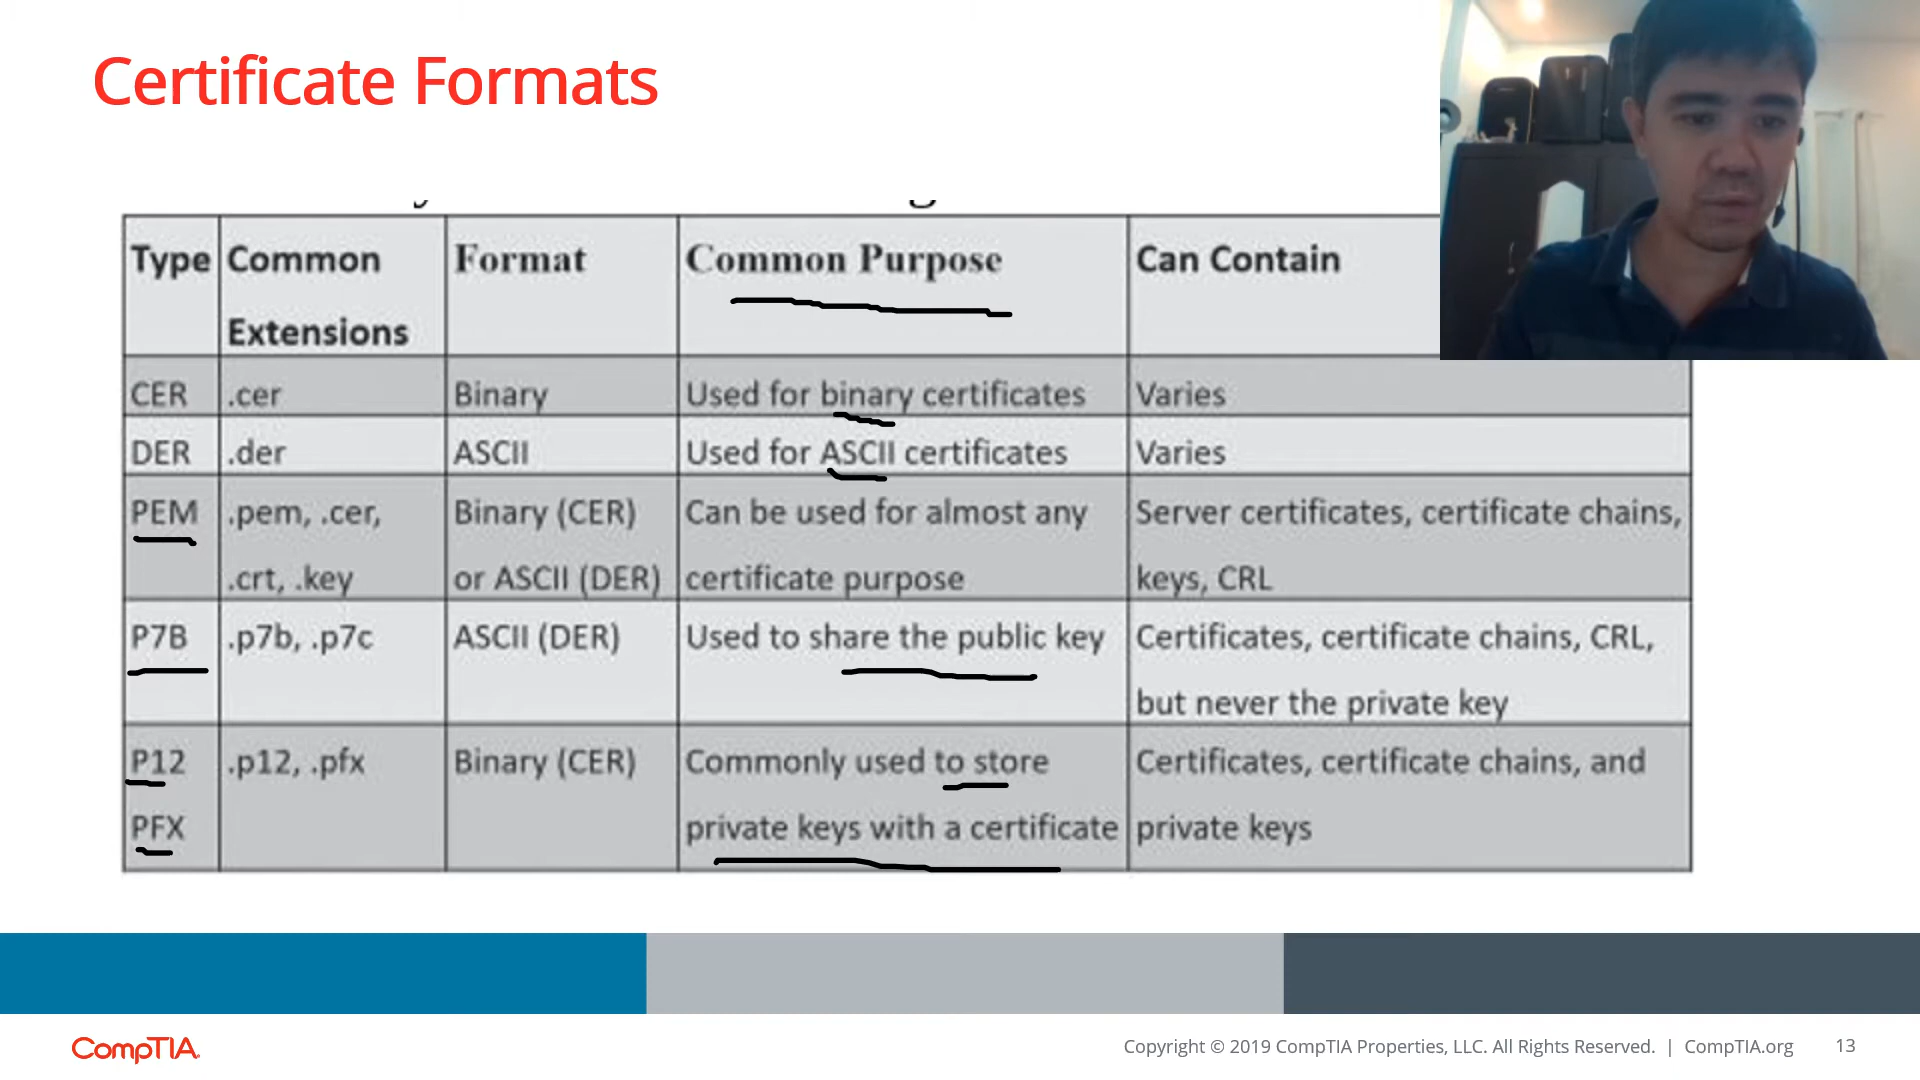 Certificate Formats
Type Common Extensions Format Common Purpose Can Contain
CER .cer Binary Used for binary certificates Varies
DER .der ASCII Used for ASCII certificates Varies
PEM .pem, .cer, .crt, .key Binary (CER) or ASCII (DER) Can be used for almost any certificate purpose Server certificates, certificate chains, keys, CRL
P7B .p7b, .p7c ASCII (DER) Used to share the public key Certificates, certificate chains, CRL, but never the private key
P12 PFX .p12, .pfx Binary (CER) Commonly used to store private keys with a certificate Certificates, certificate chains, and private keys
CompTIA.
Copyright © 2019 CompTIA Properties, LLC. All Rights Reserved. | CompTIA.org 13